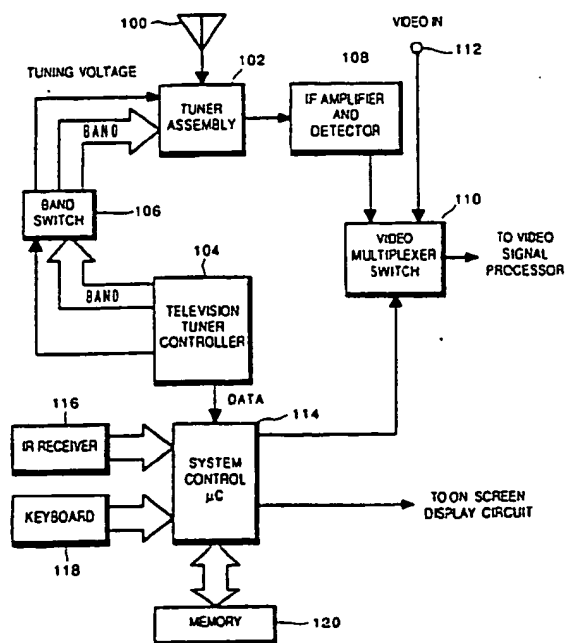 100
VIDEO IN
112
102
108
TUNING VOLTAGE
TUNER
ASSEMBLY
IF AMPLIFIER
AND
DETECTOR
BAND
BAND
SWITCH
106
110
VIDEO
MULTIPLEXER
SWITCH
TO VIDEO
SIGNAL
PROCESSOR
104
BAND
TELEVISION
TUNER
CONTROLLER
DATA
114
116
IR RECEIVER
SYSTEM
CONTROL
μC
KEYBOARD
118
TO ON SCREEN
DISPLAY CIRCUIT
MEMORY
120